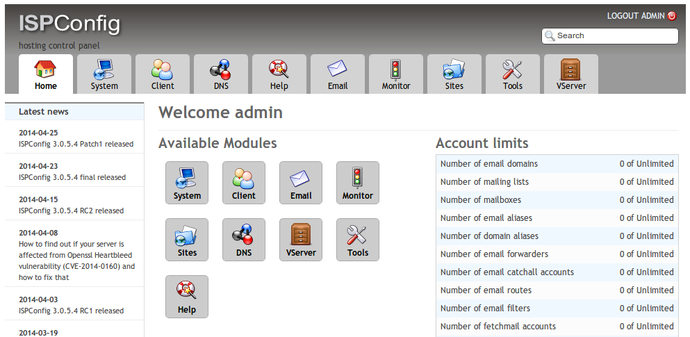 ISPConfig
hosting control panel
LOGOUT ADMIN
Search
Home
System
Client
DNS
Help
Email
Monitor
Sites
Tools
VServer
Latest news
2014-04-25
ISPConfig 3.0.5.4 Patch1 released
2014-04-23
ISPConfig 3.0.5.4 final released
2014-04-15
ISPConfig 3.0.5.4 RC2 released
2014-04-08
How to find out if your server is
affected from Openssl Heartbleed
vulnerability (CVE-2014-0160) and
how to fix that
2014-04-03
ISPConfig 3.0.5.4 RC1 released
2014-03-19
Welcome admin
Available Modules
System
Client
Email
Monitor
Sites
DNS
VServer
Tools
Help
Account limits
Number of email domains 0 of Unlimited
Number of mailing lists 0 of Unlimited
Number of mailboxes 0 of Unlimited
Number of email aliases 0 of Unlimited
Number of domain aliases 0 of Unlimited
Number of email forwarders 0 of Unlimited
Number of email catchall accounts 0 of Unlimited
Number of email routes 0 of Unlimited
Number of email filters 0 of Unlimited
Number of fetchmail accounts 0 of Unlimited